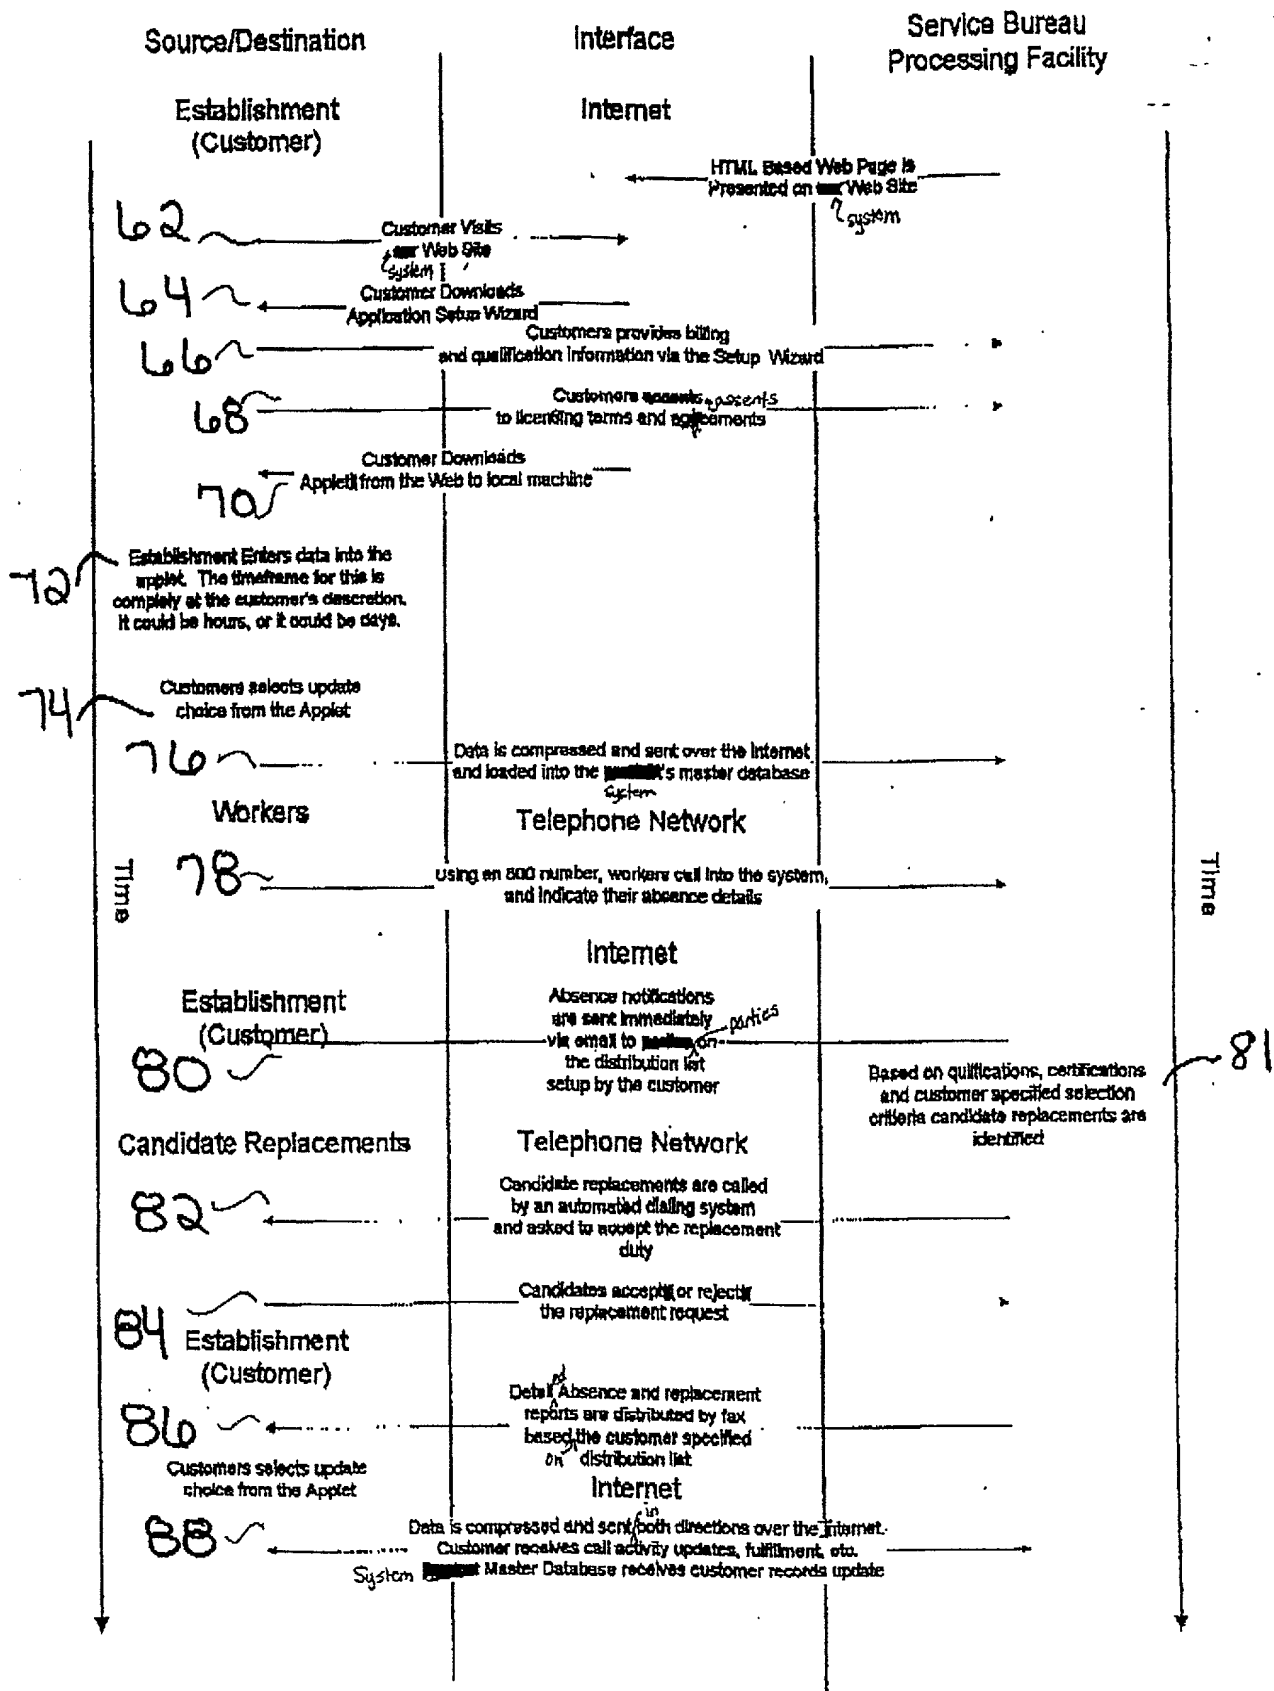 Source/Destination
Interface
Service Bureau
Processing Facility
Establishment
(Customer)
Internet
HTML Based Web Page is
Presented on Web Site
system
62
Customer Visits
our Web Site
system
64
Customer Downloads
Application Setup Wizard
66
Customers provides billing
and qualification information via the Setup Wizard
68
Customers assents
to licensing terms and agreements
Customer Downloads
Applet from the Web to local machine
70
72
Establishment Enters data into the
applet. The timeframe for this is
complely at the customer's descretion.
It could be hours, or it could be days.
74
Customers selects update
choice from the Applet
76
Data is compressed and sent over the Internet
and loaded into the 's master database
system
Workers
Telephone Network
Time
Time
78
Using an 800 number, workers call into the system,
and indicate their absence details
Internet
Establishment
(Customer)
80
Absence notifications
are sent immediately
via email to parties on
the distribution list
setup by the customer
81
Based on qulifications, certifications
and customer specified selection
criteria candidate replacements are
identified
Candidate Replacements
Telephone Network
82
Candidate replacements are called
by an automated dialing system
and asked to accept the replacement
duty
84
Candidates accept or reject
the replacement request
Establishment
(Customer)
86
Detailed Absence and replacement
reports are distributed by fax
based on the customer specified
distribution list
Customers selects update
choice from the Applet
Internet
88
Data is compressed and sent in both directions over the Internet.
Customer receives call activity updates, fulfillment, etc.
System Master Database receives customer records update